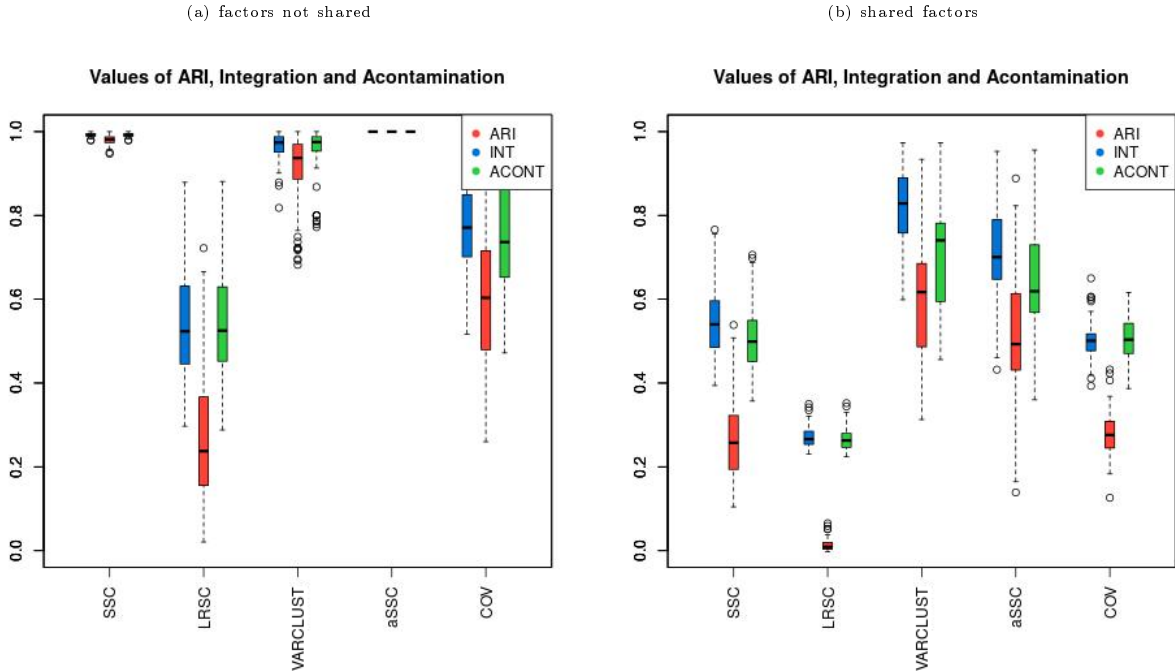 (a) factors not shared
Values of ARI, Integration and Acontamination
1.0
0.8
0.6
0.4
0.2
0.0
ARI
INT
ACONT
SSC
LRSC
VARCLUST
aSSC
COV
(b) shared factors
Values of ARI, Integration and Acontamination
1.0
0.8
0.6
0.4
0.2
0.0
ARI
INT
ACONT
SSC
LRSC
VARCLUST
aSSC
COV